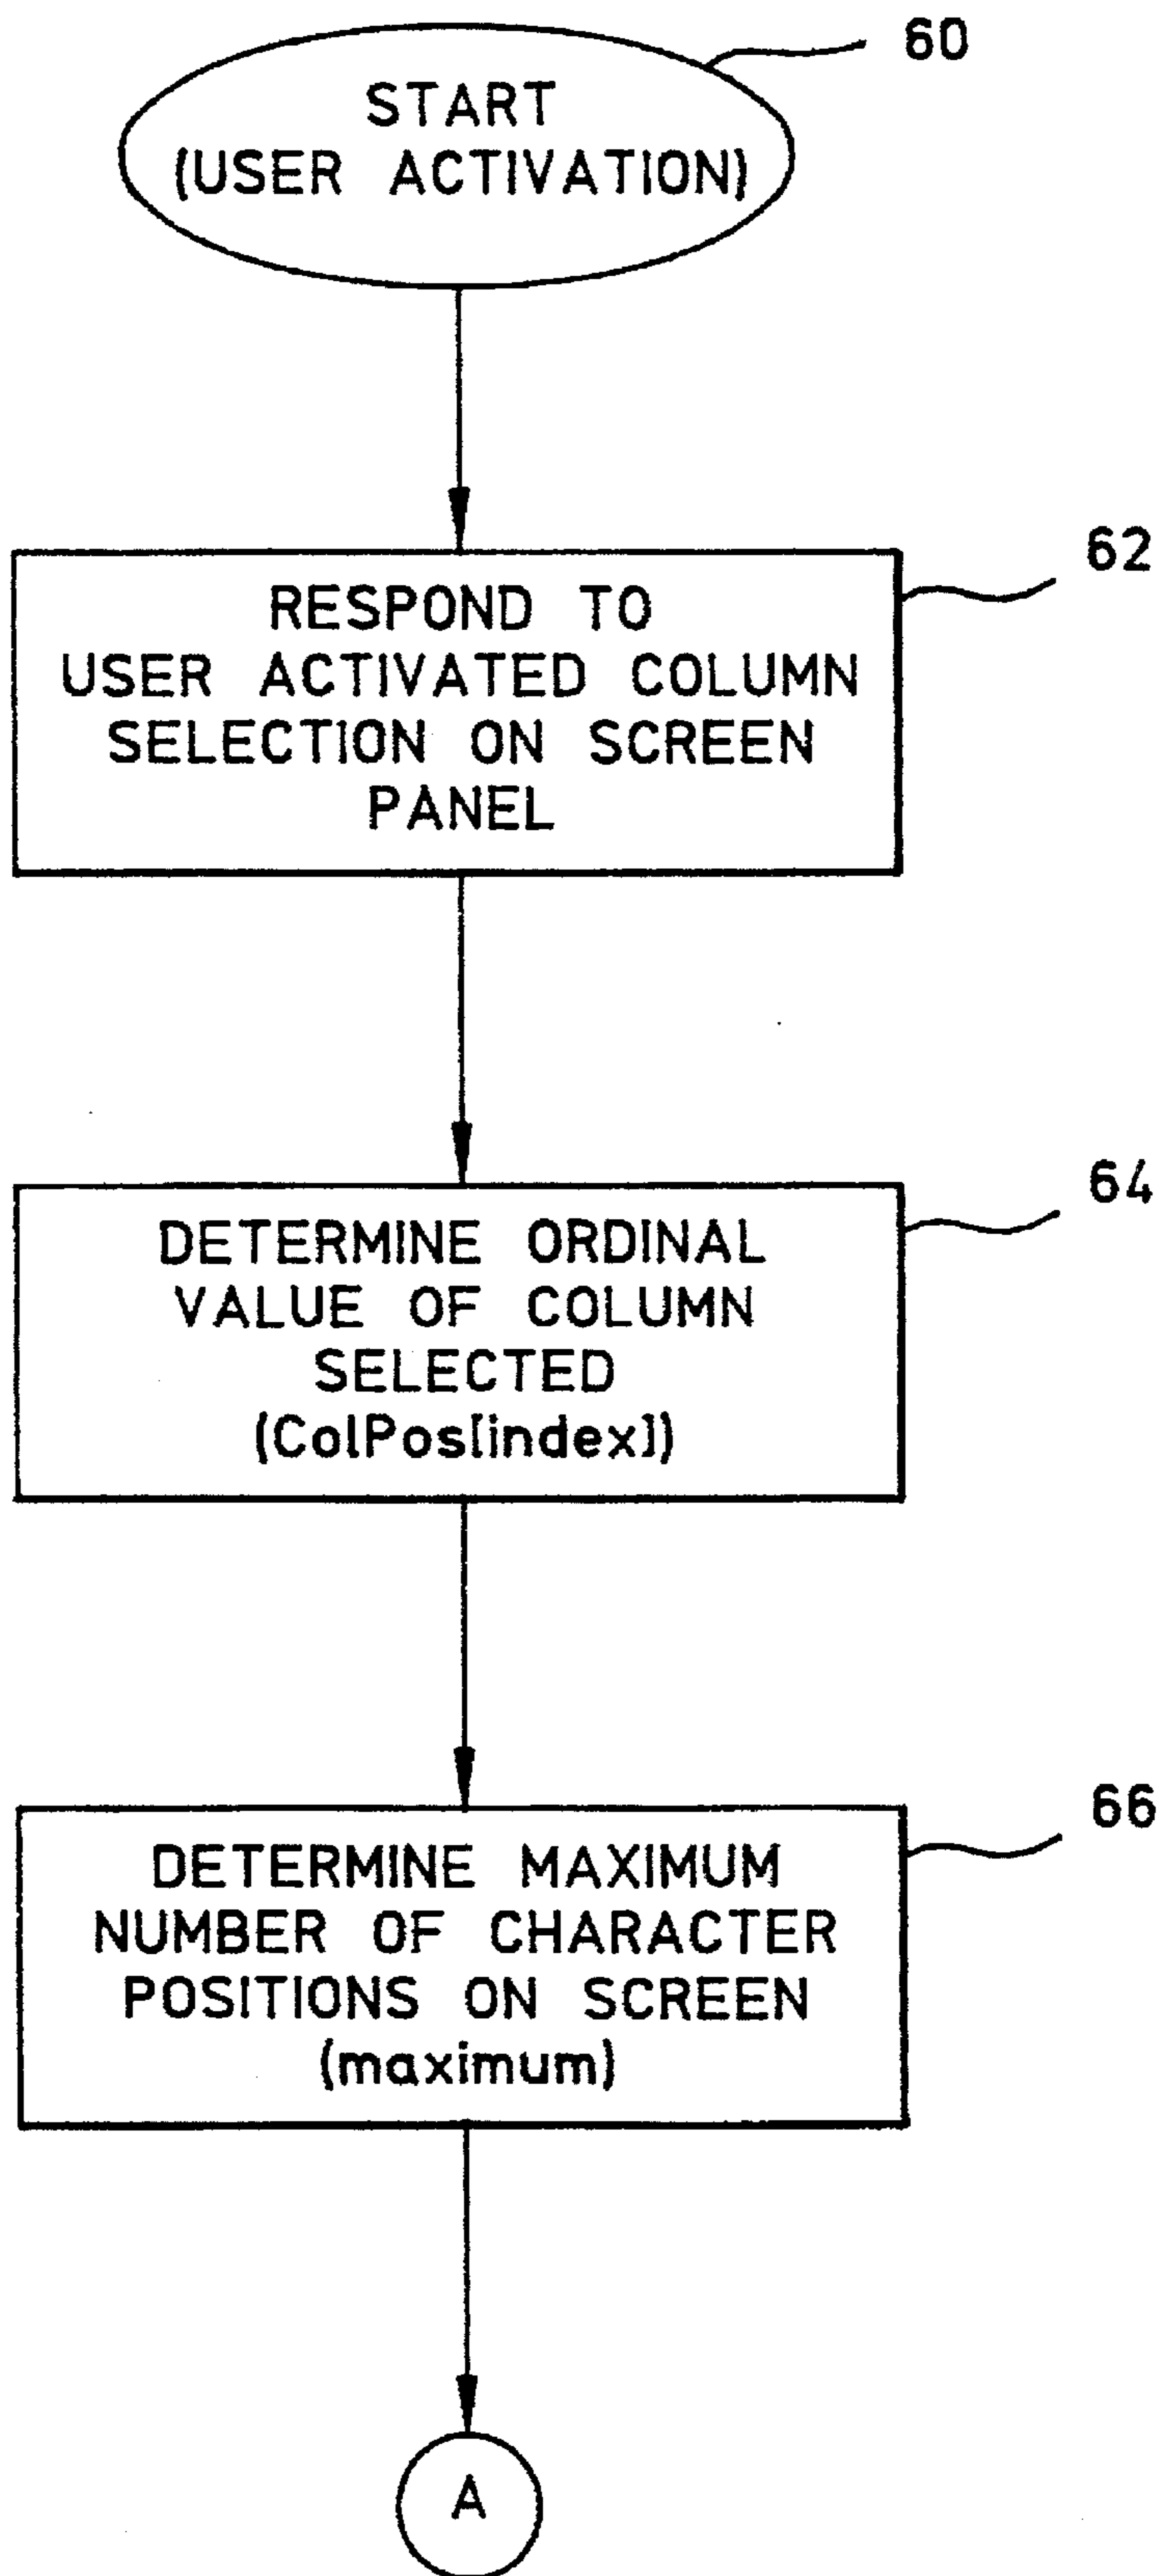 60
START
(USER ACTIVATION)
62
RESPOND TO
USER ACTIVATED COLUMN
SELECTION ON SCREEN
PANEL
64
DETERMINE ORDINAL
VALUE OF COLUMN
SELECTED
(ColPos[index])
66
DETERMINE MAXIMUM
NUMBER OF CHARACTER
POSITIONS ON SCREEN
(maximum)
A